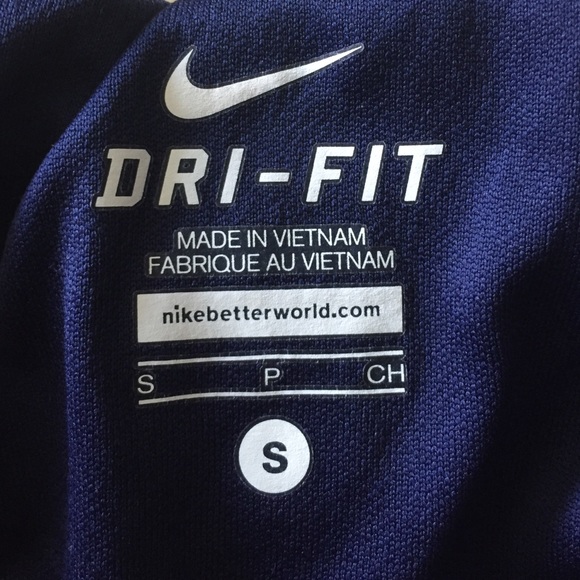 DRI-FIT
MADE IN VIETNAM
FABRIQUE AU VIETNAM
nikebetterworld.com
S P CH
S